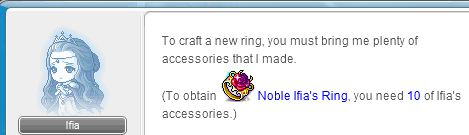 To craft a new ring, you must bring me plenty of
accessories that I made.
(To obtain Noble Ifia's Ring, you need 10 of Ifia's
accessories.)
Ifia